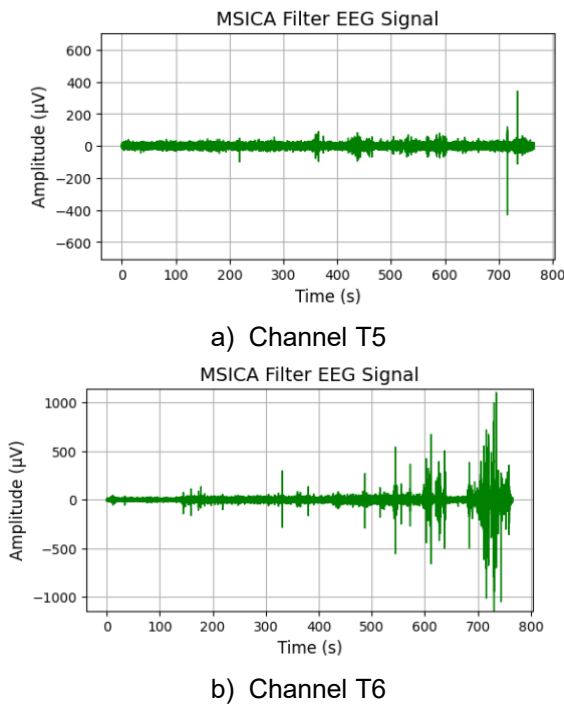 MSICA Filter EEG Signal
600
400
200
0
−200
−400
−600
Amplitude (µV)
0 100 200 300 400 500 600 700 800
Time (s)
a) Channel T5
MSICA Filter EEG Signal
1000
500
0
−500
−1000
Amplitude (µV)
0 100 200 300 400 500 600 700 800
Time (s)
b) Channel T6